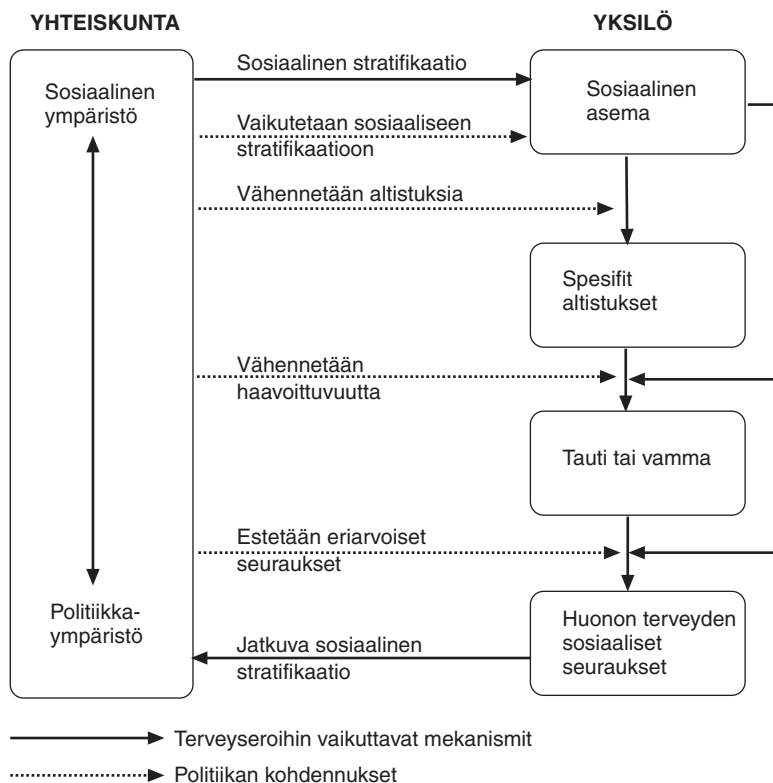 YHTEISKUNTA
YKSILÖ
Sosiaalinen
ympäristö
Sosiaalinen stratifikaatio
Sosiaalinen
asema
Vaikutetaan sosiaaliseen
stratifikaatioon
Vähennetään altistuksia
Spesifit
altistukset
Vähennetään
haavoittuvuutta
Tauti tai vamma
Estetään eriarvoiset
seuraukset
Politiikka-
ympäristö
Huonon terveyden
sosiaaliset
seuraukset
Jatkuva sosiaalinen
stratifikaatio
Terveyseroihin vaikuttavat mekanismit
Politiikan kohdennukset